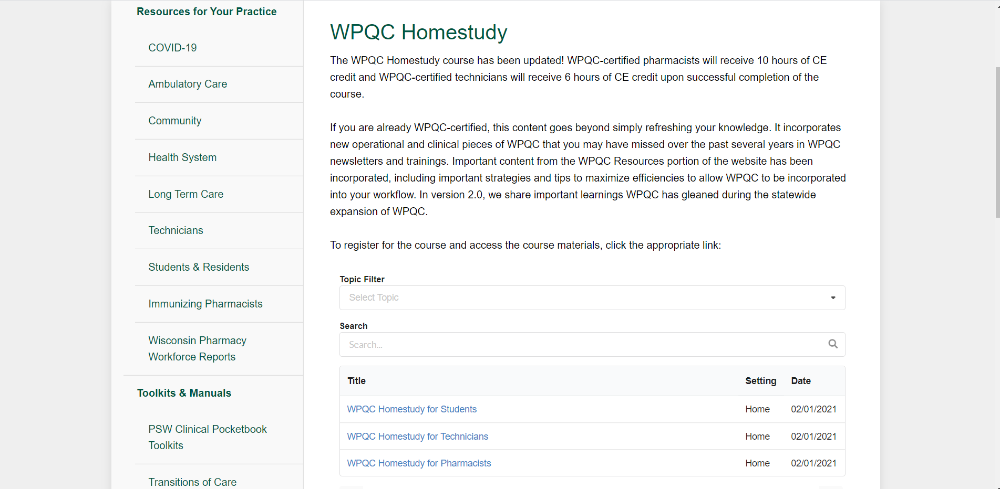 Resources for Your Practice
COVID-19
Ambulatory Care
Community
Health System
Long Term Care
Technicians
Students & Residents
Immunizing Pharmacists
Wisconsin Pharmacy
Workforce Reports
Toolkits & Manuals
PSW Clinical Pocketbook
Toolkits
Transitions of Care
WPQC Homestudy
The WPQC Homestudy course has been updated! WPQC-certified pharmacists will receive 10 hours of CE
credit and WPQC-certified technicians will receive 6 hours of CE credit upon successful completion of the
course.
If you are already WPQC-certified, this content goes beyond simply refreshing your knowledge. It incorporates
new operational and clinical pieces of WPQC that you may have missed over the past several years in WPQC
newsletters and trainings. Important content from the WPQC Resources portion of the website has been
incorporated, including important strategies and tips to maximize efficiencies to allow WPQC to be incorporated
into your workflow. In version 2.0, we share important learnings WPQC has gleaned during the statewide
expansion of WPQC.
To register for the course and access the course materials, click the appropriate link:
Topic Filter
Select Topic
Search
Search...
Title Setting Date
WPQC Homestudy for Students Home 02/01/2021
WPQC Homestudy for Technicians Home 02/01/2021
WPQC Homestudy for Pharmacists Home 02/01/2021